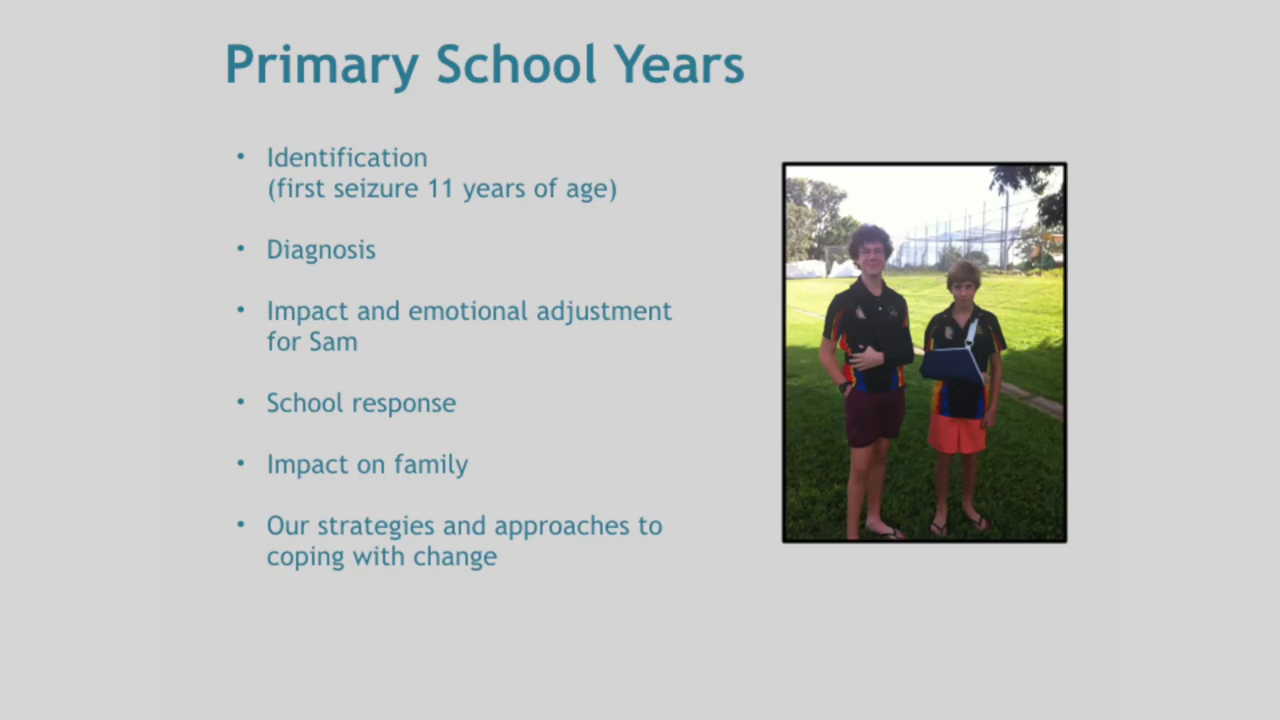 Primary School Years
• Identification
(first seizure 11 years of age)
• Diagnosis
• Impact and emotional adjustment
for Sam
• School response
• Impact on family
• Our strategies and approaches to
coping with change